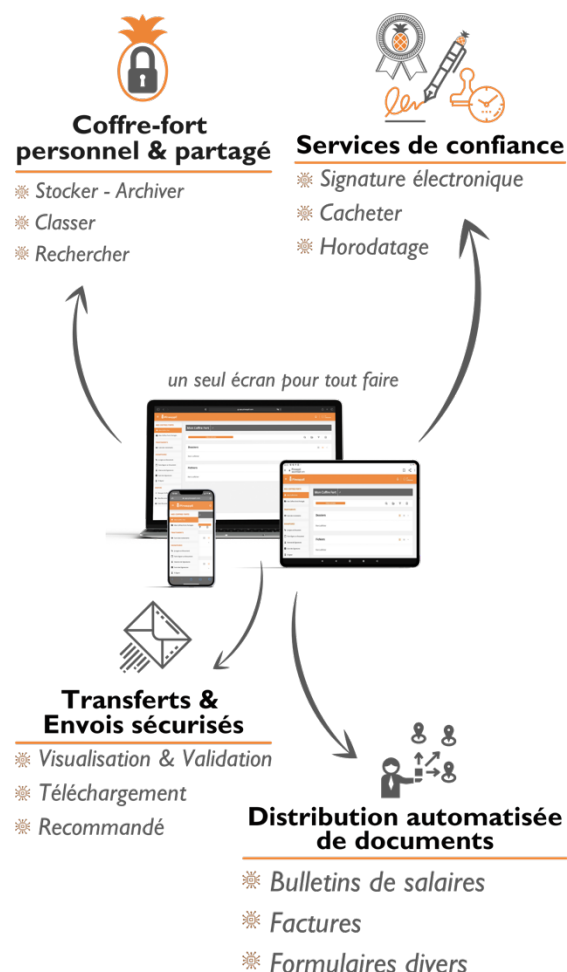 Coffre-fort
personnel & partagé
Stocker - Archiver
Classer
Rechercher
Services de confiance
Signature électronique
Cacheter
Horodatage
un seul écran pour tout faire
Transferts &
Envois sécurisés
Visualisation & Validation
Téléchargement
Recommandé
Distribution automatisée
de documents
Bulletins de salaires
Factures
Formulaires divers